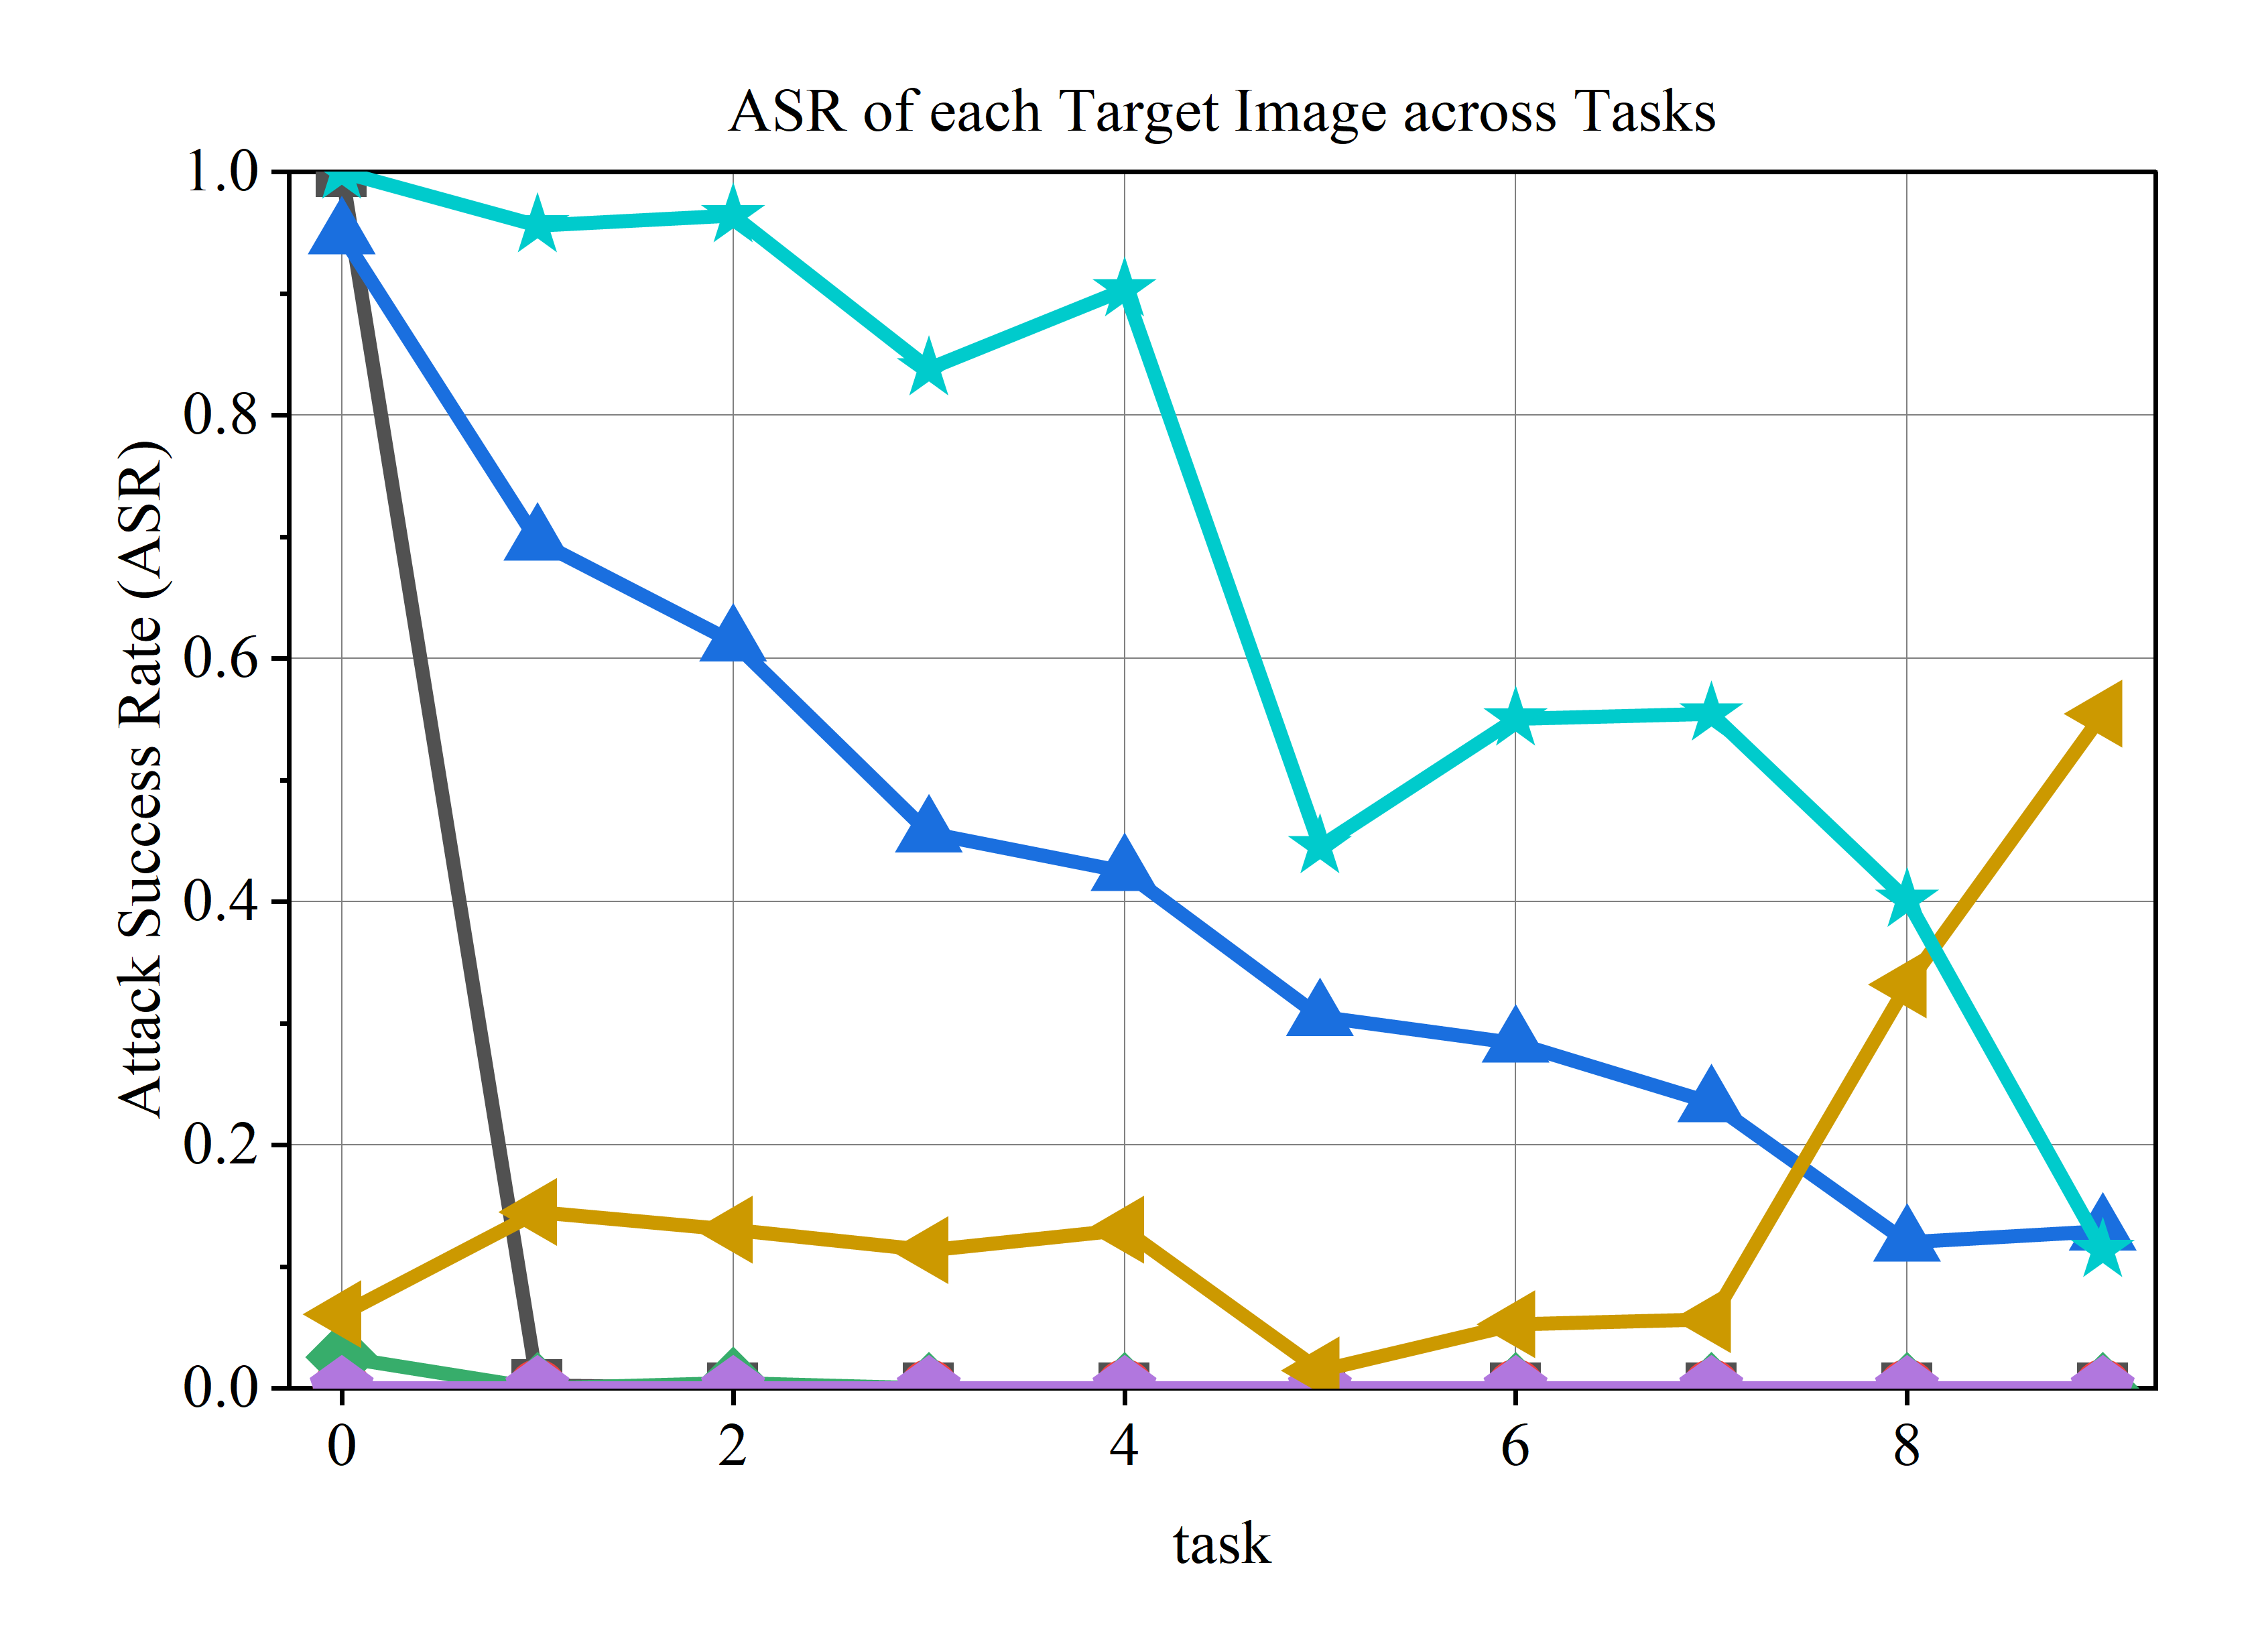 ASR of each Target Image across Tasks
1.0
0.8
0.6
0.4
0.2
0.0
Attack Success Rate (ASR)
0 2 4 6 8
task